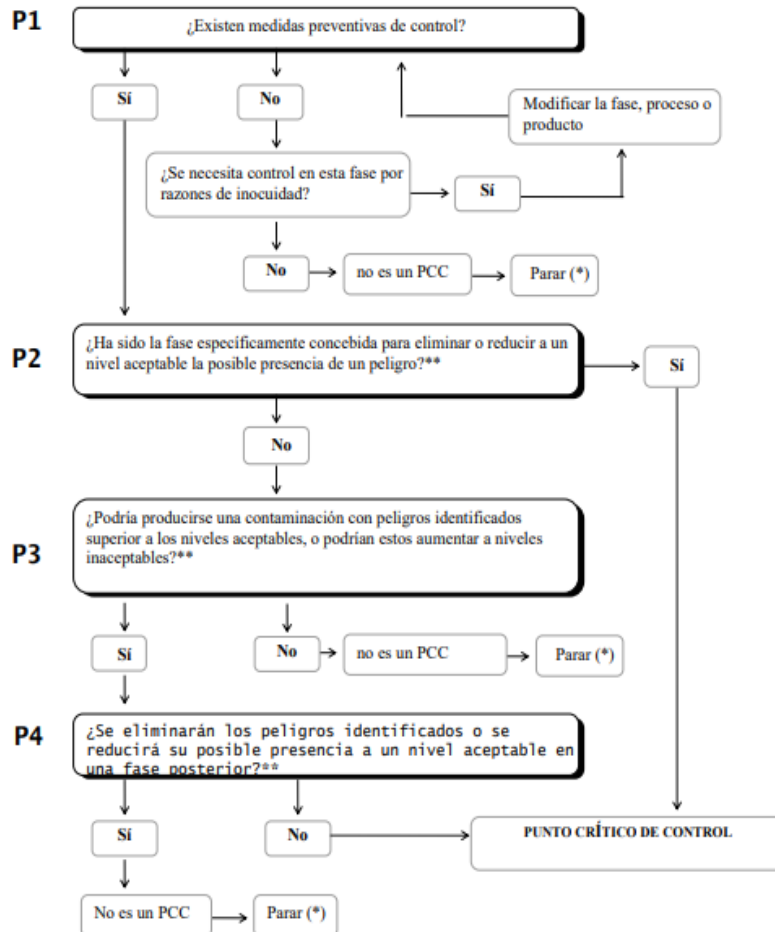 P1
¿Existen medidas preventivas de control?
Sí
No
Modificar la fase, proceso o
producto
¿Se necesita control en esta fase por
razones de inocuidad?
Sí
No
no es un PCC
Parar (*)
P2
¿Ha sido la fase específicamente concebida para eliminar o reducir a un
nivel aceptable la posible presencia de un peligro?**
Sí
No
P3
¿Podría producirse una contaminación con peligros identificados
superior a los niveles aceptables, o podrían estos aumentar a niveles
inaceptables?**
Sí
No
no es un PCC
Parar (*)
P4
¿Se eliminarán los peligros identificados o se
reducirá su posible presencia a un nivel aceptable en
una fase posterior?**
Sí
No
PUNTO CRÍTICO DE CONTROL
No es un PCC
Parar (*)